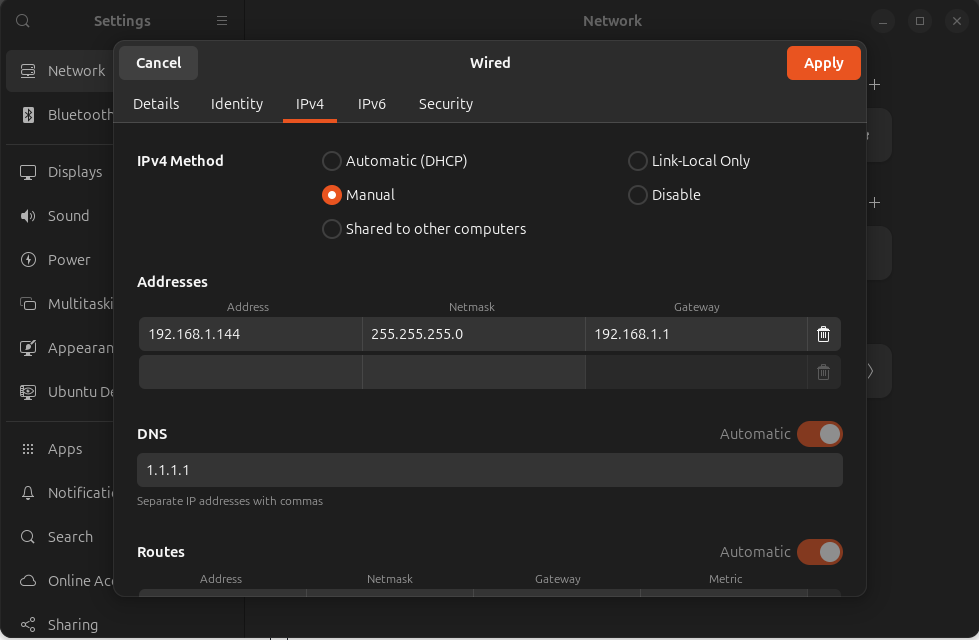 Settings
Network
Cancel
Wired
Apply
Details
Identity
IPv4
IPv6
Security
Network
Bluetooth
Displays
Sound
Power
Multitaski
Appearan
Ubuntu De
Apps
Notificatio
Search
Online Acc
Sharing
IPv4 Method
Automatic (DHCP)
Link-Local Only
Manual
Disable
Shared to other computers
Addresses
Address
Netmask
Gateway
192.168.1.144
255.255.255.0
192.168.1.1
DNS
Automatic
1.1.1.1
Separate IP addresses with commas
Routes
Automatic
Address
Netmask
Gateway
Metric